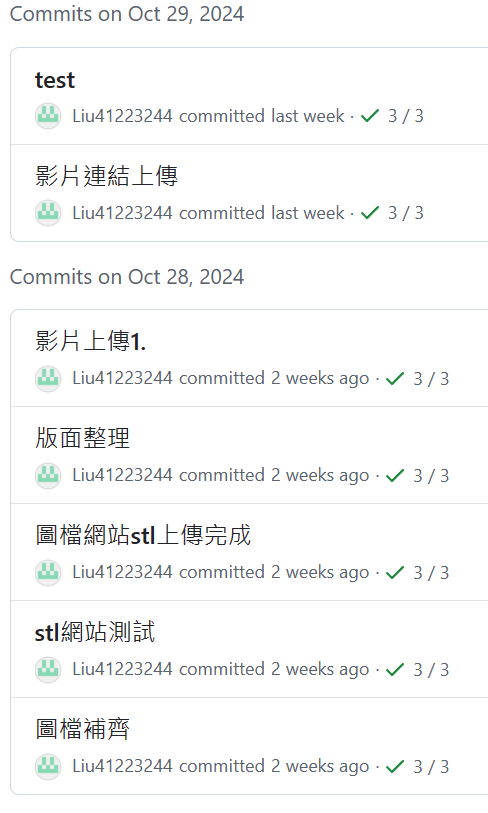 Commits on Oct 29, 2024
test
Liu41223244 committed last week · ✓ 3 / 3
影片連結上傳
Liu41223244 committed last week · ✓ 3 / 3
Commits on Oct 28, 2024
影片上傳1.
Liu41223244 committed 2 weeks ago · ✓ 3 / 3
版面整理
Liu41223244 committed 2 weeks ago · ✓ 3 / 3
圖檔網站stl上傳完成
Liu41223244 committed 2 weeks ago · ✓ 3 / 3
stl網站測試
Liu41223244 committed 2 weeks ago · ✓ 3 / 3
圖檔補齊
Liu41223244 committed 2 weeks ago · ✓ 3 / 3